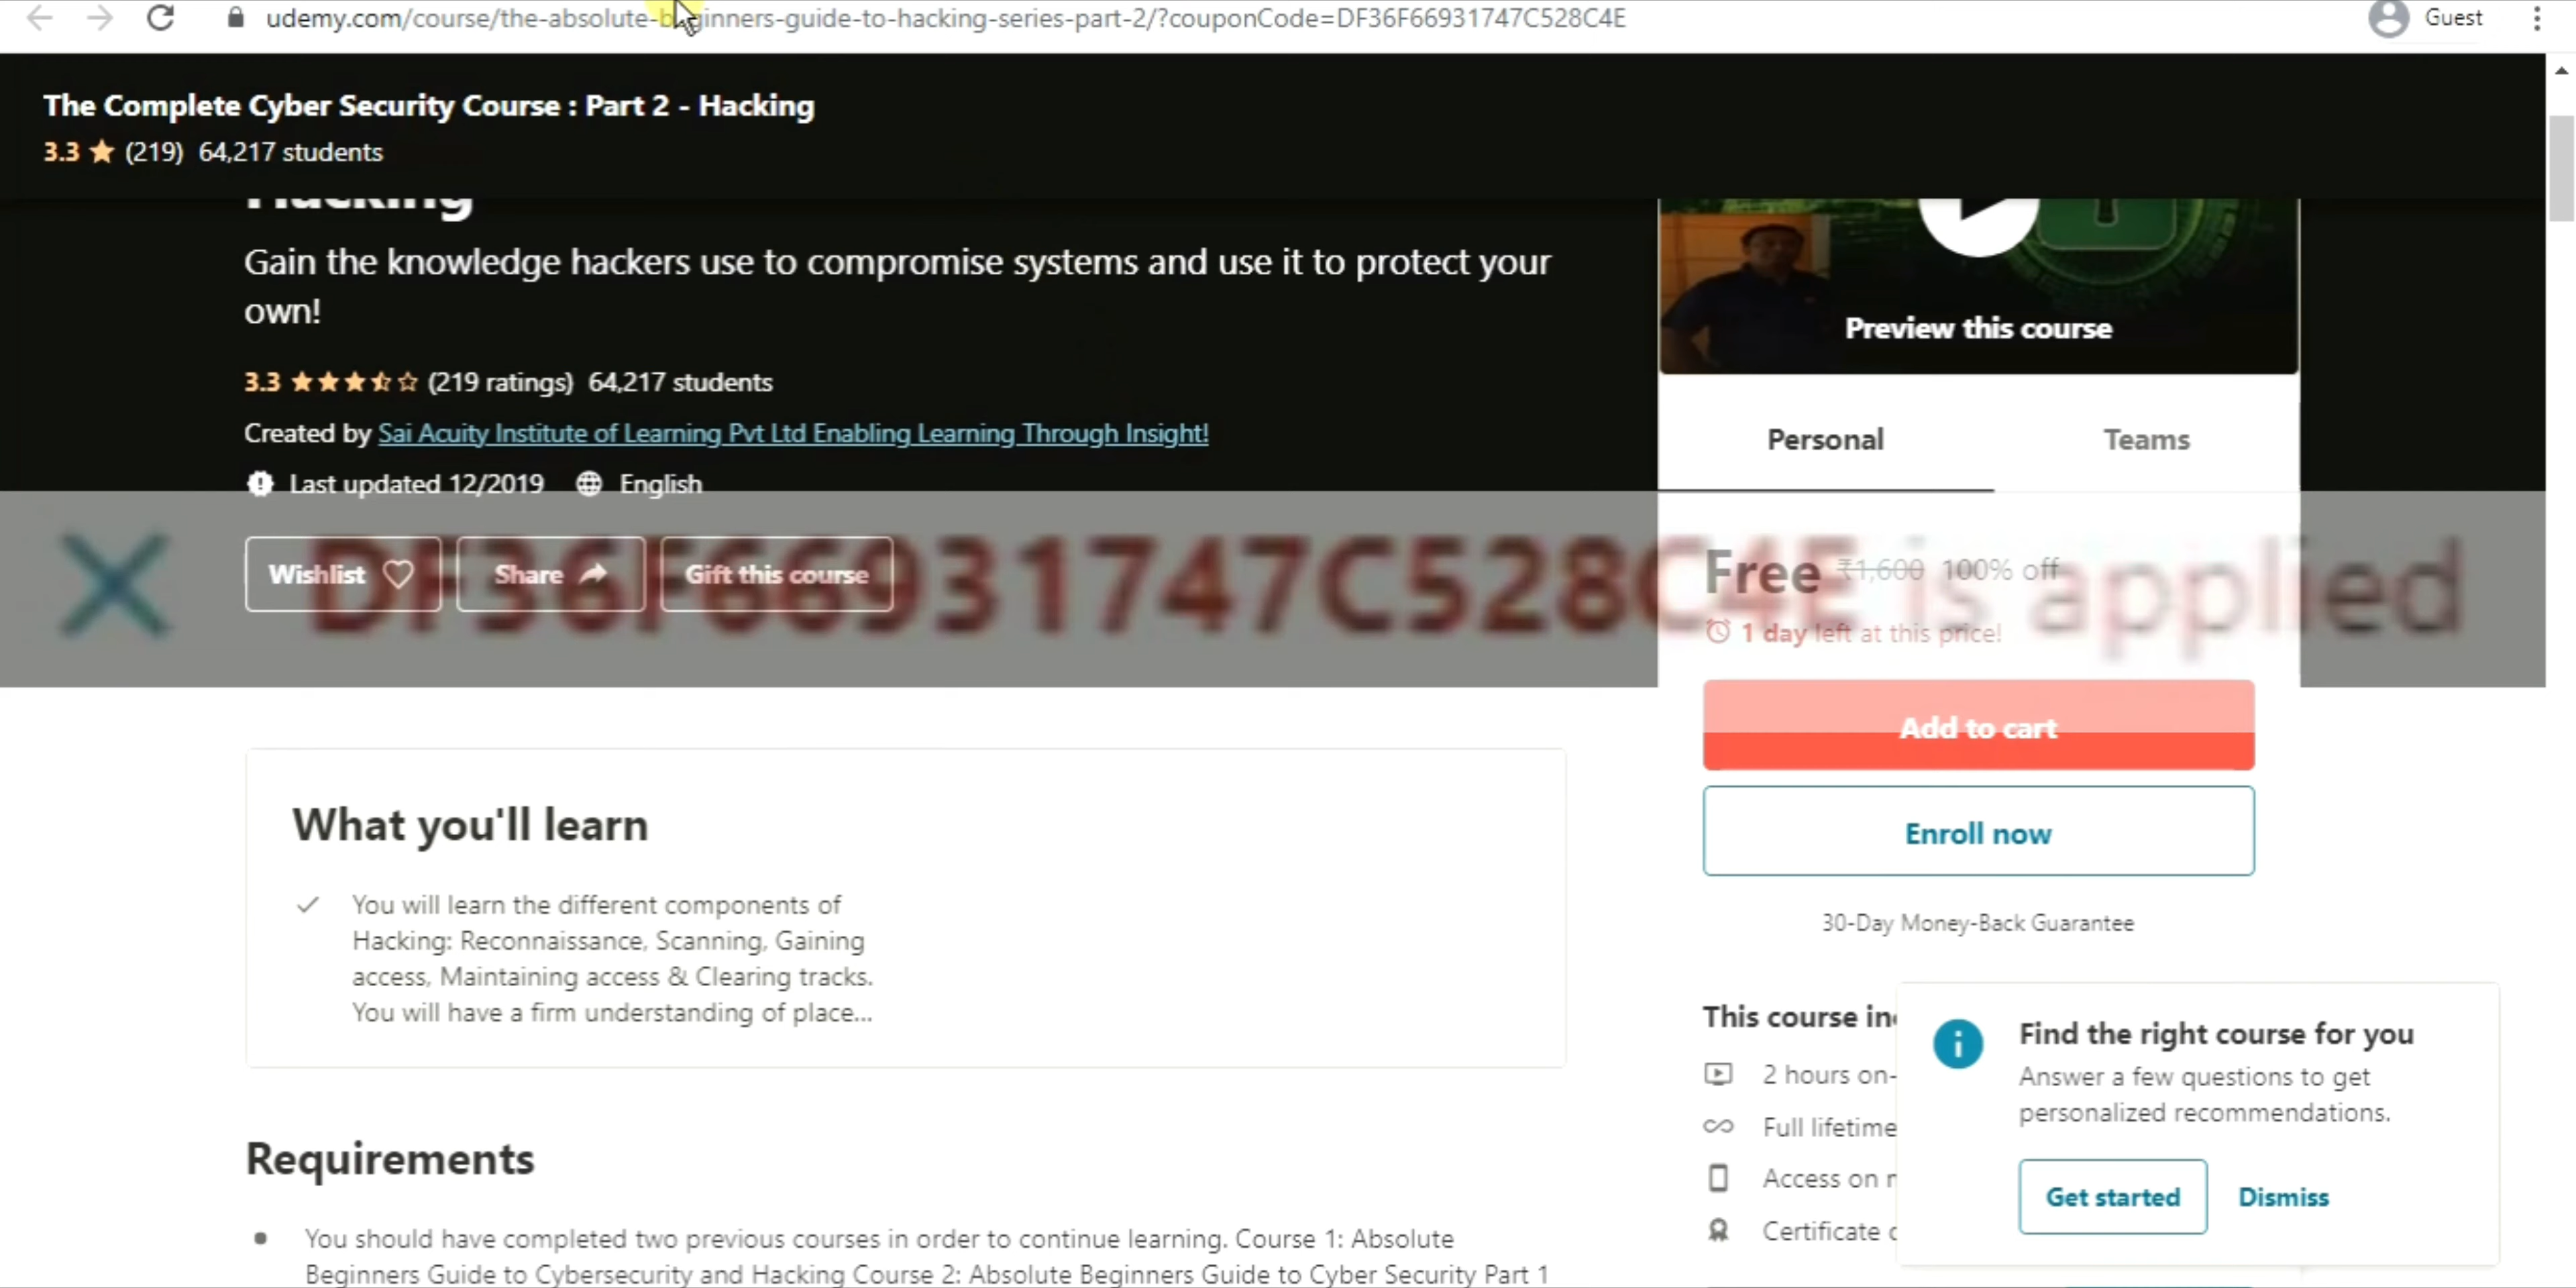 udemy.com/course/the-absolute-beginners-guide-to-hacking-series-part-2/?couponCode=DF36F66931747C528C4E
Guest
The Complete Cyber Security Course : Part 2 - Hacking
3.3 ★ (219) 64,217 students
Hacking
Gain the knowledge hackers use to compromise systems and use it to protect your
own!
3.3 (219 ratings) 64,217 students
Created by Sai Acuity Institute of Learning Pvt Ltd Enabling Learning Through Insight!
Last updated 12/2019 English
Wishlist Share Gift this course
DF36F66931747C528C4E is applied
What you'll learn
You will learn the different components of
Hacking: Reconnaissance, Scanning, Gaining
access, Maintaining access & Clearing tracks.
You will have a firm understanding of place...
Requirements
You should have completed two previous courses in order to continue learning. Course 1: Absolute
Beginners Guide to Cybersecurity and Hacking Course 2: Absolute Beginners Guide to Cyber Security Part 1
Preview this course
Personal Teams
Free ₹1,600 100% off
1 day left at this price!
Add to cart
Enroll now
30-Day Money-Back Guarantee
This course in
2 hours on-
Full lifetime
Access on
Certificate
Find the right course for you
Answer a few questions to get
personalized recommendations.
Get started Dismiss